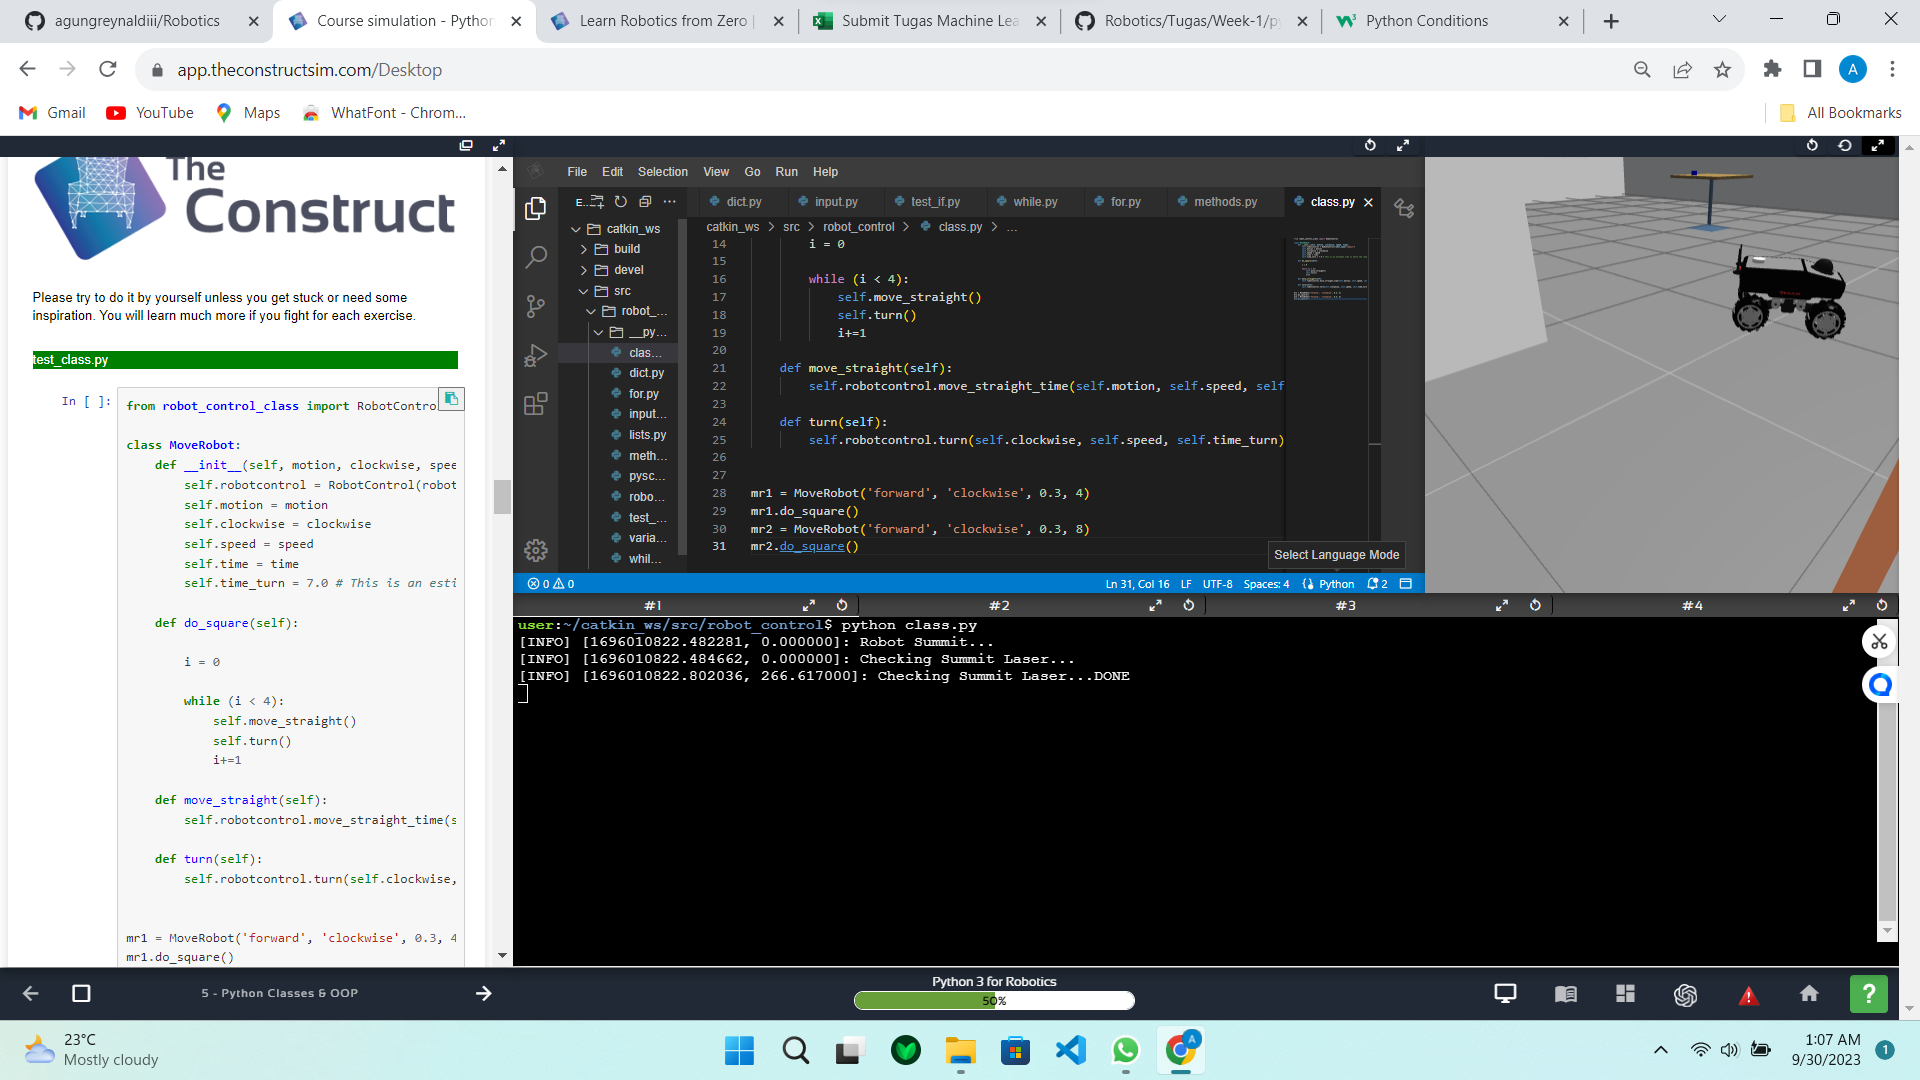 agungreynaldiii/Robotics
Course simulation - Python
Learn Robotics from Zero
Submit Tugas Machine Lea
Robotics/Tugas/Week-1/py
Python Conditions
app.theconstructsim.com/Desktop
A
Gmail
YouTube
Maps
WhatFont - Chrom...
All Bookmarks
The
Construct
Please try to do it by yourself unless you get stuck or need some
inspiration. You will learn much more if you fight for each exercise.
test_class.py
In [ ]:
from robot_control_class import RobotContro
class MoveRobot:
def __init__(self, motion, clockwise, spee
self.robotcontrol = RobotControl(robot
self.motion = motion
self.clockwise = clockwise
self.speed = speed
self.time = time
self.time_turn = 7.0 # This is an esti
def do_square(self):
i = 0
while (i < 4):
self.move_straight()
self.turn()
i+=1
def move_straight(self):
self.robotcontrol.move_straight_time(s
def turn(self):
self.robotcontrol.turn(self.clockwise,
mr1 = MoveRobot('forward', 'clockwise', 0.3, 4
mr1.do_square()
File Edit Selection View Go Run Help
E...
catkin_ws
build
devel
src
robot_...
__py...
clas...
dict.py
for.py
input...
lists.py
meth...
pysc...
robo...
test_...
varia...
whil...
dict.py
input.py
test_if.py
while.py
for.py
methods.py
class.py
catkin_ws > src > robot_control > class.py > ...
14 i = 0
15
16 while (i < 4):
17 self.move_straight()
18 self.turn()
19 i+=1
20
21 def move_straight(self):
22 self.robotcontrol.move_straight_time(self.motion, self.speed, self
23
24 def turn(self):
25 self.robotcontrol.turn(self.clockwise, self.speed, self.time_turn)
26
27
28 mr1 = MoveRobot('forward', 'clockwise', 0.3, 4)
29 mr1.do_square()
30 mr2 = MoveRobot('forward', 'clockwise', 0.3, 8)
31 mr2.do_square()
Select Language Mode
0 0
Ln 31, Col 16 LF UTF-8 Spaces: 4 Python 2
#1
#2
#3
#4
user:~/catkin_ws/src/robot_control$ python class.py
[INFO] [1696010822.482281, 0.000000]: Robot Summit...
[INFO] [1696010822.484662, 0.000000]: Checking Summit Laser...
[INFO] [1696010822.802036, 266.617000]: Checking Summit Laser...DONE
5 - Python Classes & OOP
Python 3 for Robotics
50%
?
23°C
Mostly cloudy
A
1:07 AM
9/30/2023
1